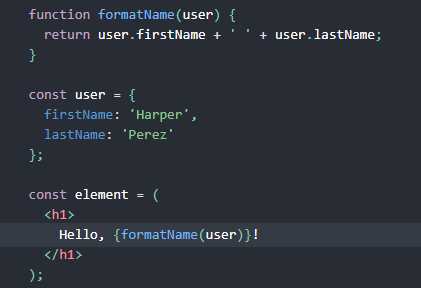 function formatName(user) {
  return user.firstName + ' ' + user.lastName;
}

const user = {
  firstName: 'Harper',
  lastName: 'Perez'
};

const element = (
  <h1>
    Hello, {formatName(user)}!
  </h1>
);